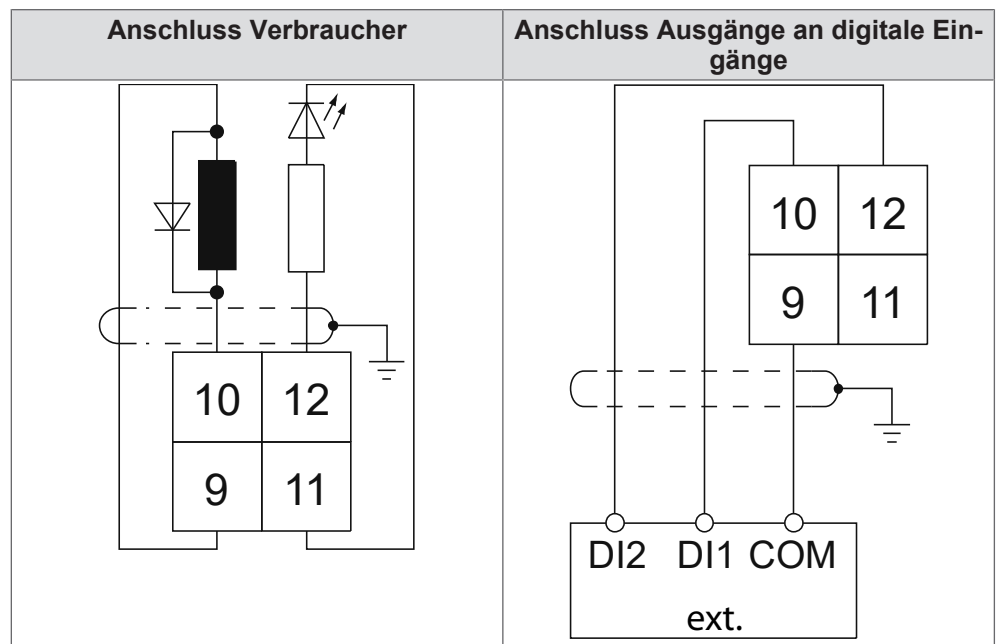 Anschluss Verbraucher
Anschluss Ausgänge an digitale Ein-
gänge
10 12
9 11
10 12
9 11
DI2 DI1 COM
ext.